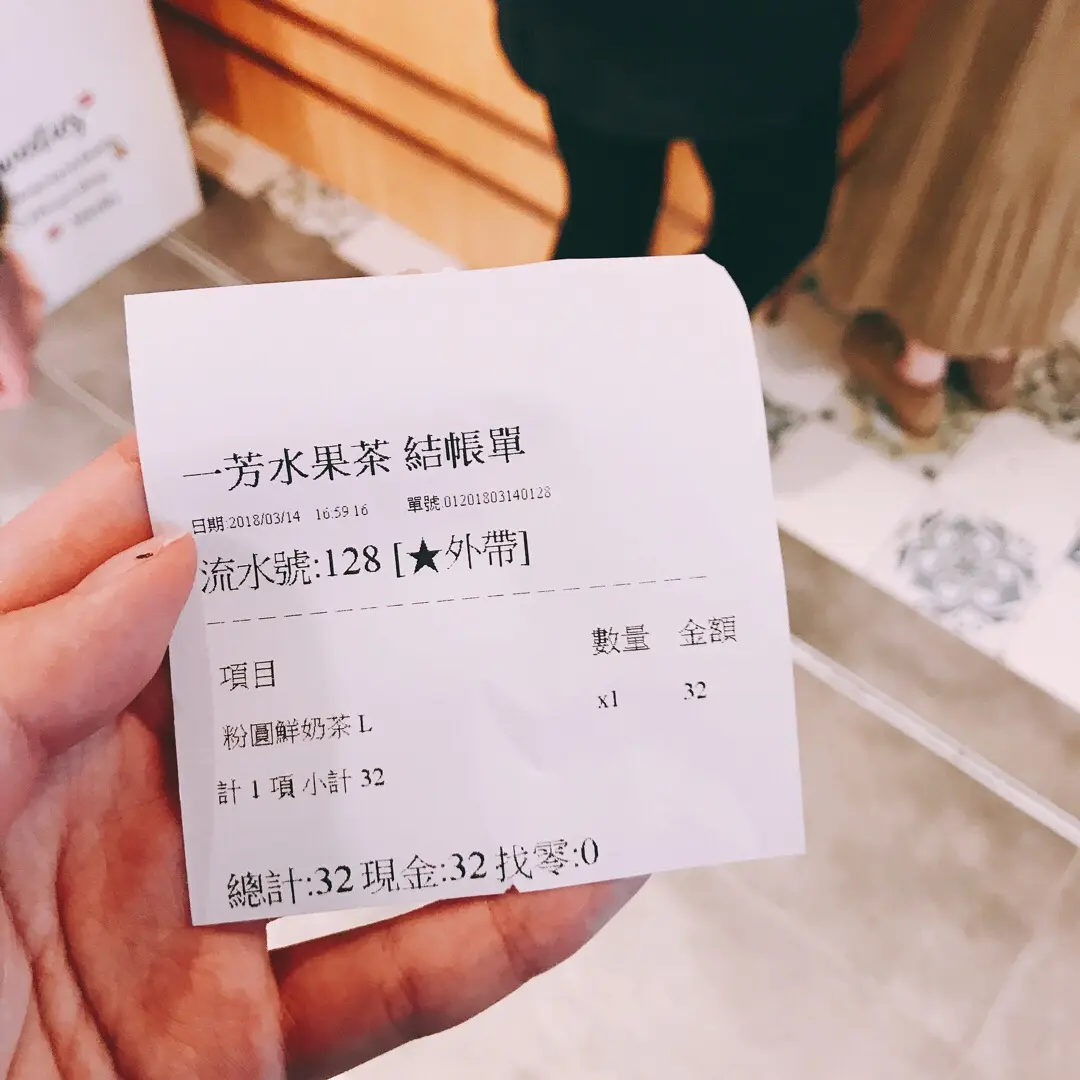 一芳水果茶 結帳單
日期:2018/03/14 16:59:16 單號:01201803140128
流水號:128 [★外帶]
項目 數量 金額
粉圓鮮奶茶 L x1 32
計 1 項 小計 32
總計:32 現金:32 找零:0